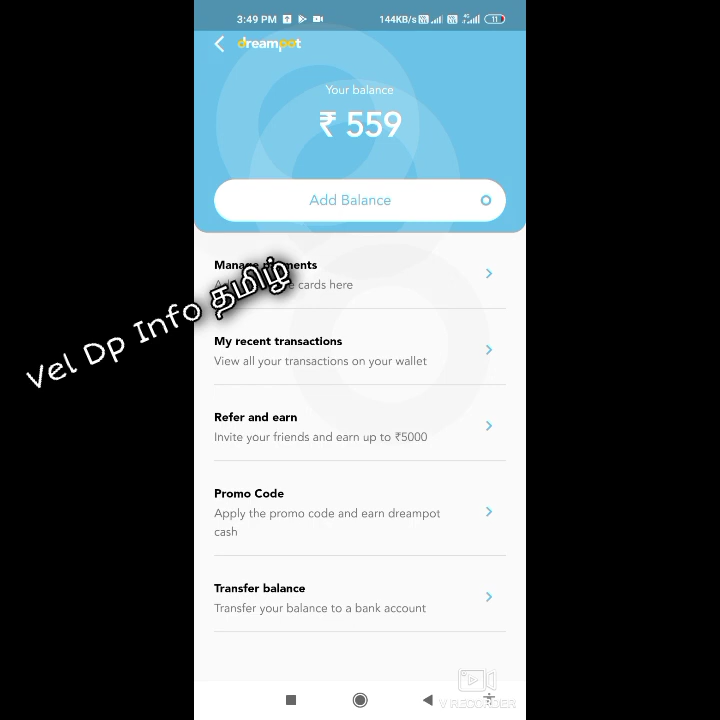 3:49 PM
144KB/s
11
dreampot
Your balance
₹ 559
Add Balance
Manage payments
cards here
My recent transactions
View all your transactions on your wallet
Refer and earn
Invite your friends and earn up to ₹5000
Promo Code
Apply the promo code and earn dreampot
cash
Transfer balance
Transfer your balance to a bank account
Vel Dp Info தமிழ்
V RECORDER